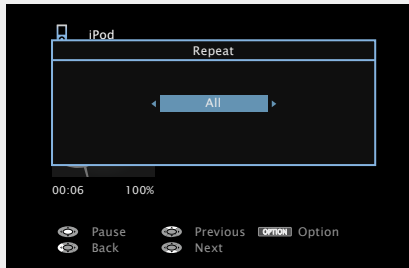 iPod
Repeat
All
00:06 100%
Pause Previous OPTION Option
Back Next